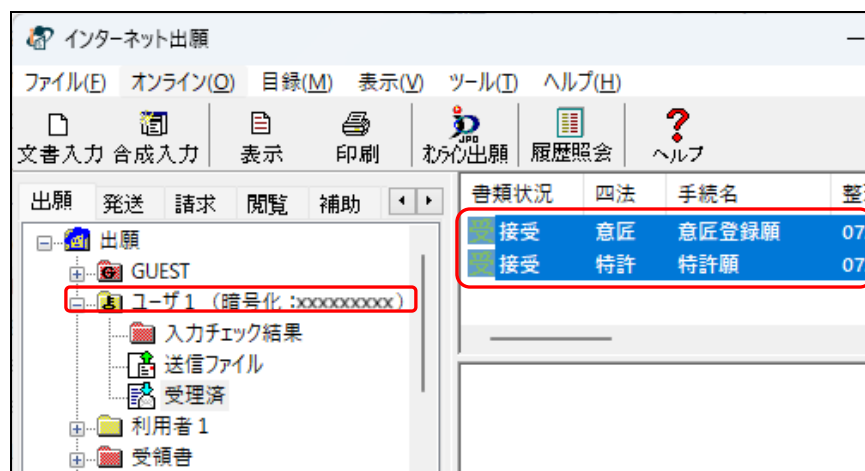 インターネット出願
ファイル(F) オンライン(O) 目録(M) 表示(V) ツール(T) ヘルプ(H)
文書入力 合成入力 表示 印刷 オンライン出願 履歴照会 ヘルプ
出願 発送 請求 閲覧 補助
書類状況 四法 手続名
受 接受 意匠 意匠登録願 07
受 接受 特許 特許願 07
出願
GUEST
ユーザ1 (暗号化:xxxxxxxxx)
入力チェック結果
送信ファイル
受理済
利用者1
受領書